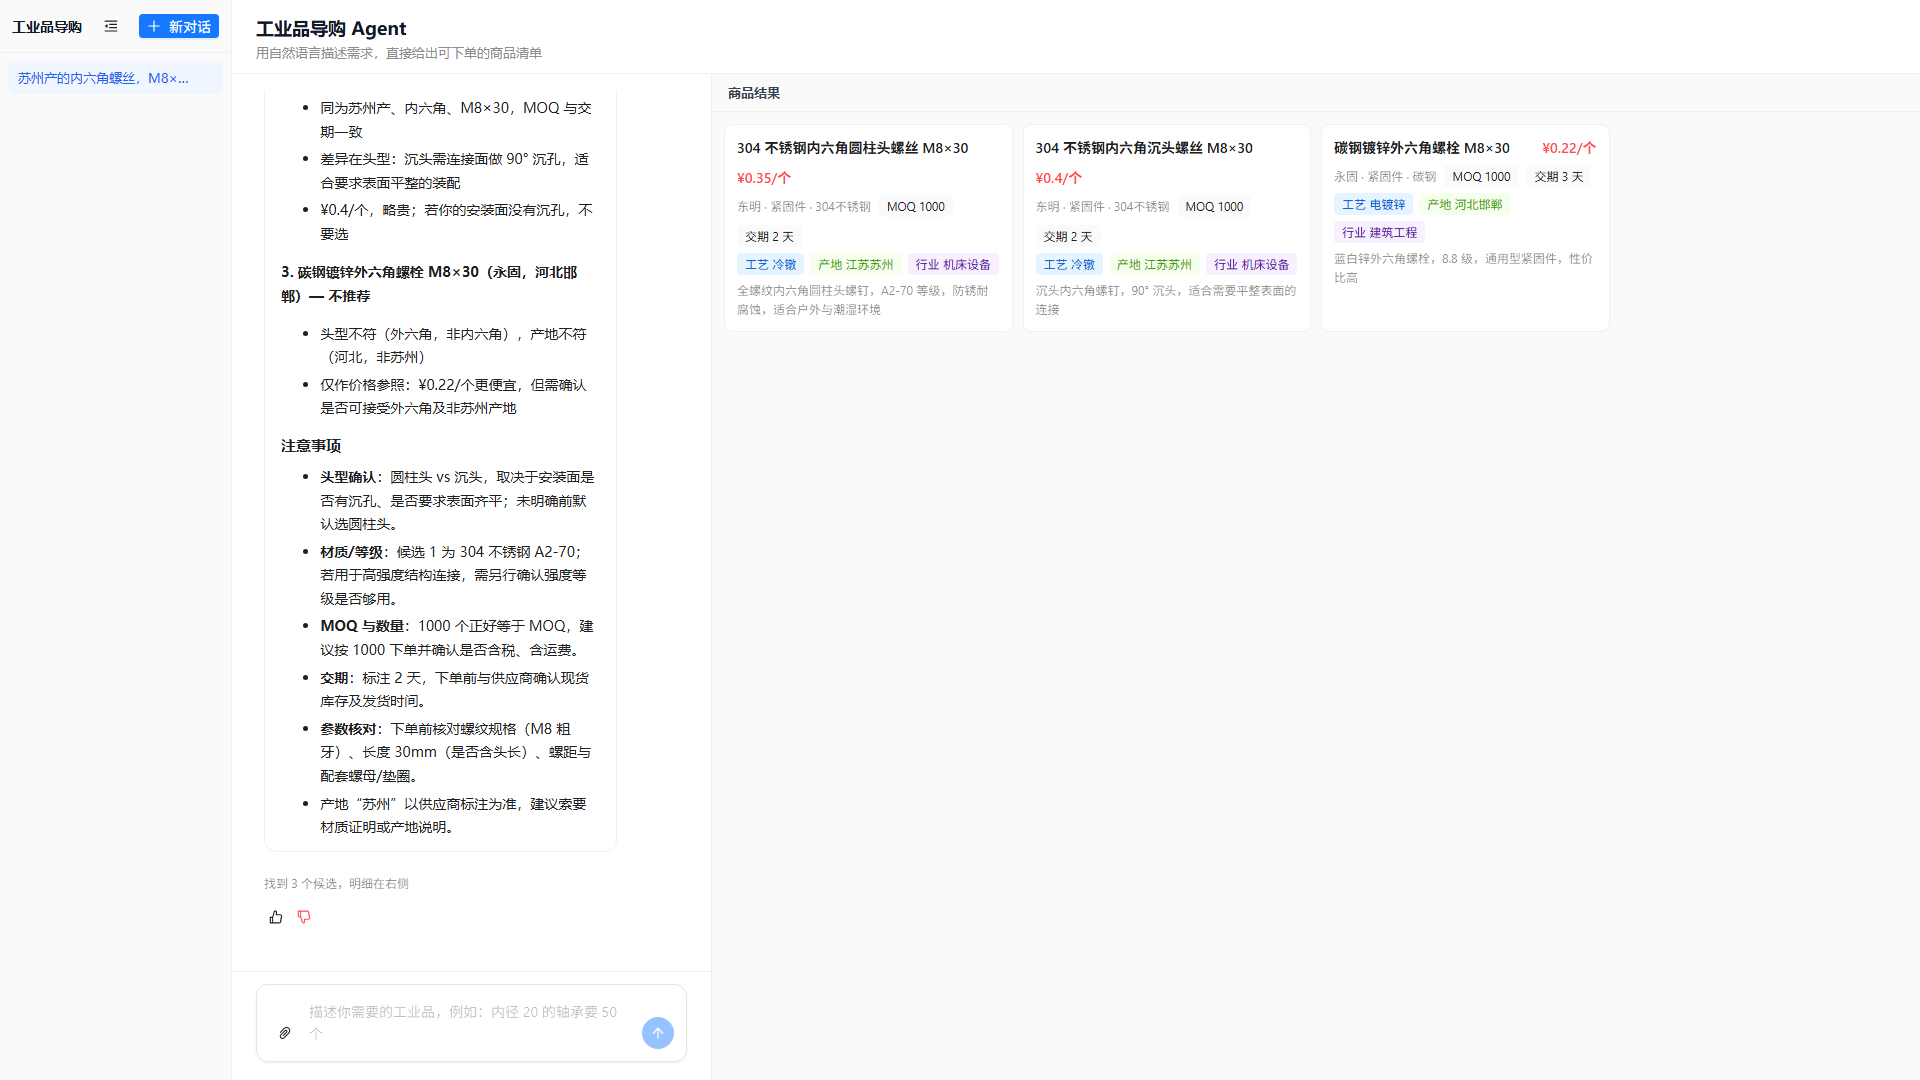 工业品导购
新对话
苏州产的内六角螺丝，M8×...
工业品导购 Agent
用自然语言描述需求，直接给出可下单的商品清单
同为苏州产、内六角、M8×30，MOQ 与交
期一致
差异在头型：沉头需连接面做 90° 沉孔，适
合要求表面平整的装配
¥0.4/个，略贵；若你的安装面没有沉孔，不
要选
3. 碳钢镀锌外六角螺栓 M8×30（永固，河北邯
郸）— 不推荐
头型不符（外六角，非内六角），产地不符
（河北，非苏州）
仅作价格参照：¥0.22/个更便宜，但需确认
是否可接受外六角及非苏州产地
注意事项
头型确认：圆柱头 vs 沉头，取决于安装面是
否有沉孔、是否要求表面齐平；未明确前默
认选圆柱头。
材质/等级：候选 1 为 304 不锈钢 A2-70；
若用于高强度结构连接，需另行确认强度等
级是否够用。
MOQ 与数量：1000 个正好等于 MOQ，建
议按 1000 下单并确认是否含税、含运费。
交期：标注 2 天，下单前与供应商确认现货
库存及发货时间。
参数核对：下单前核对螺纹规格（M8 粗
牙）、长度 30mm（是否含头长）、螺距与
配套螺母/垫圈。
产地“苏州”以供应商标注为准，建议索要
材质证明或产地说明。
找到 3 个候选，明细在右侧
描述你需要的工业品，例如：内径 20 的轴承要 50
个
商品结果
304 不锈钢内六角圆柱头螺丝 M8×30
¥0.35/个
东明 · 紧固件 · 304不锈钢 MOQ 1000
交期 2 天
工艺 冷镦 产地 江苏苏州 行业 机床设备
全螺纹内六角圆柱头螺钉，A2-70 等级，防锈耐
腐蚀，适合户外与潮湿环境
304 不锈钢内六角沉头螺丝 M8×30
¥0.4/个
东明 · 紧固件 · 304不锈钢 MOQ 1000
交期 2 天
工艺 冷镦 产地 江苏苏州 行业 机床设备
沉头内六角螺钉，90° 沉头，适合需要平整表面的
连接
碳钢镀锌外六角螺栓 M8×30 ¥0.22/个
永固 · 紧固件 · 碳钢 MOQ 1000 交期 3 天
工艺 电镀锌 产地 河北邯郸
行业 建筑工程
蓝白锌外六角螺栓，8.8 级，通用型紧固件，性价
比高